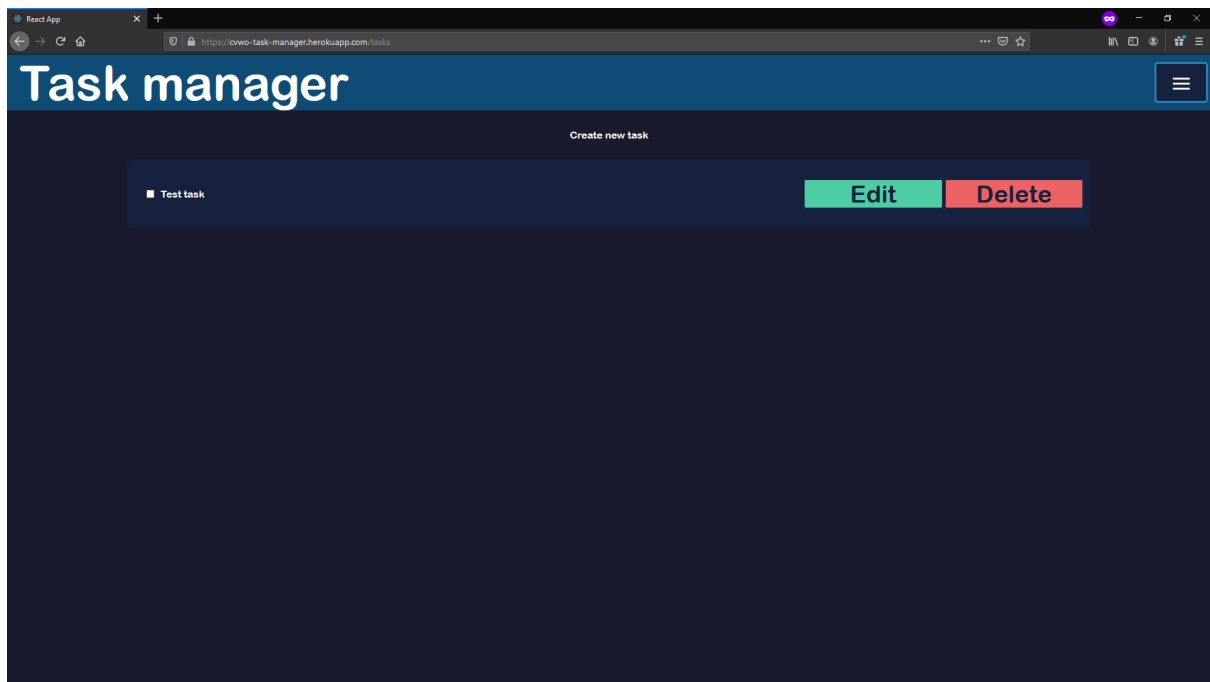 React App
https://cvwo-task-manager.herokuapp.com/tasks
Task manager
Create new task
Test task
Edit
Delete